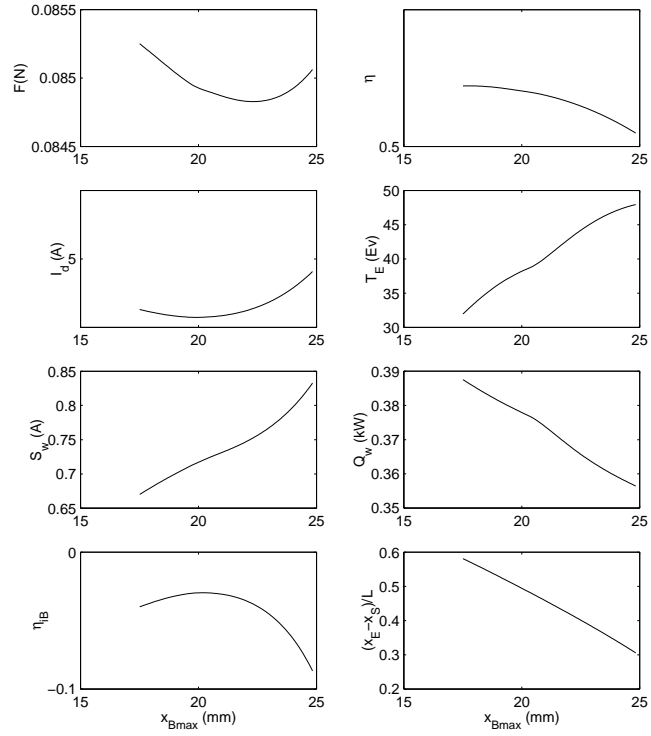 0.0855
0.085
0.0845
F(N)
15 20 25
η
0.5
15 20 25
I_d (A)
5
15 20 25
50
45
40
35
30
T_E (Ev)
15 20 25
0.85
0.8
0.75
0.7
0.65
S_w (A)
15 20 25
0.39
0.38
0.37
0.36
0.35
Q_w (kW)
15 20 25
0
−0.1
η_iB
15 20 25
x_Bmax (mm)
0.6
0.5
0.4
0.3
0.2
(x_E−x_S)/L
15 20 25
x_Bmax (mm)